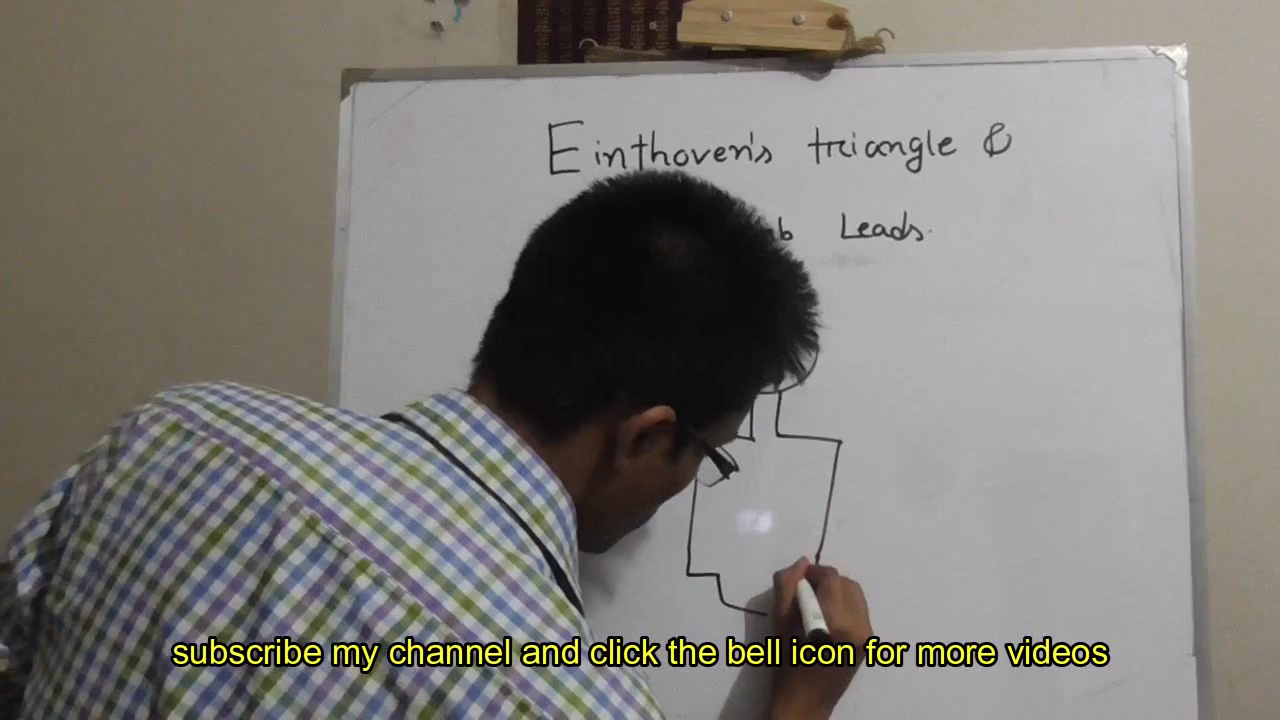 Einthoven's triangle &
Leads.
subscribe my channel and click the bell icon for more videos